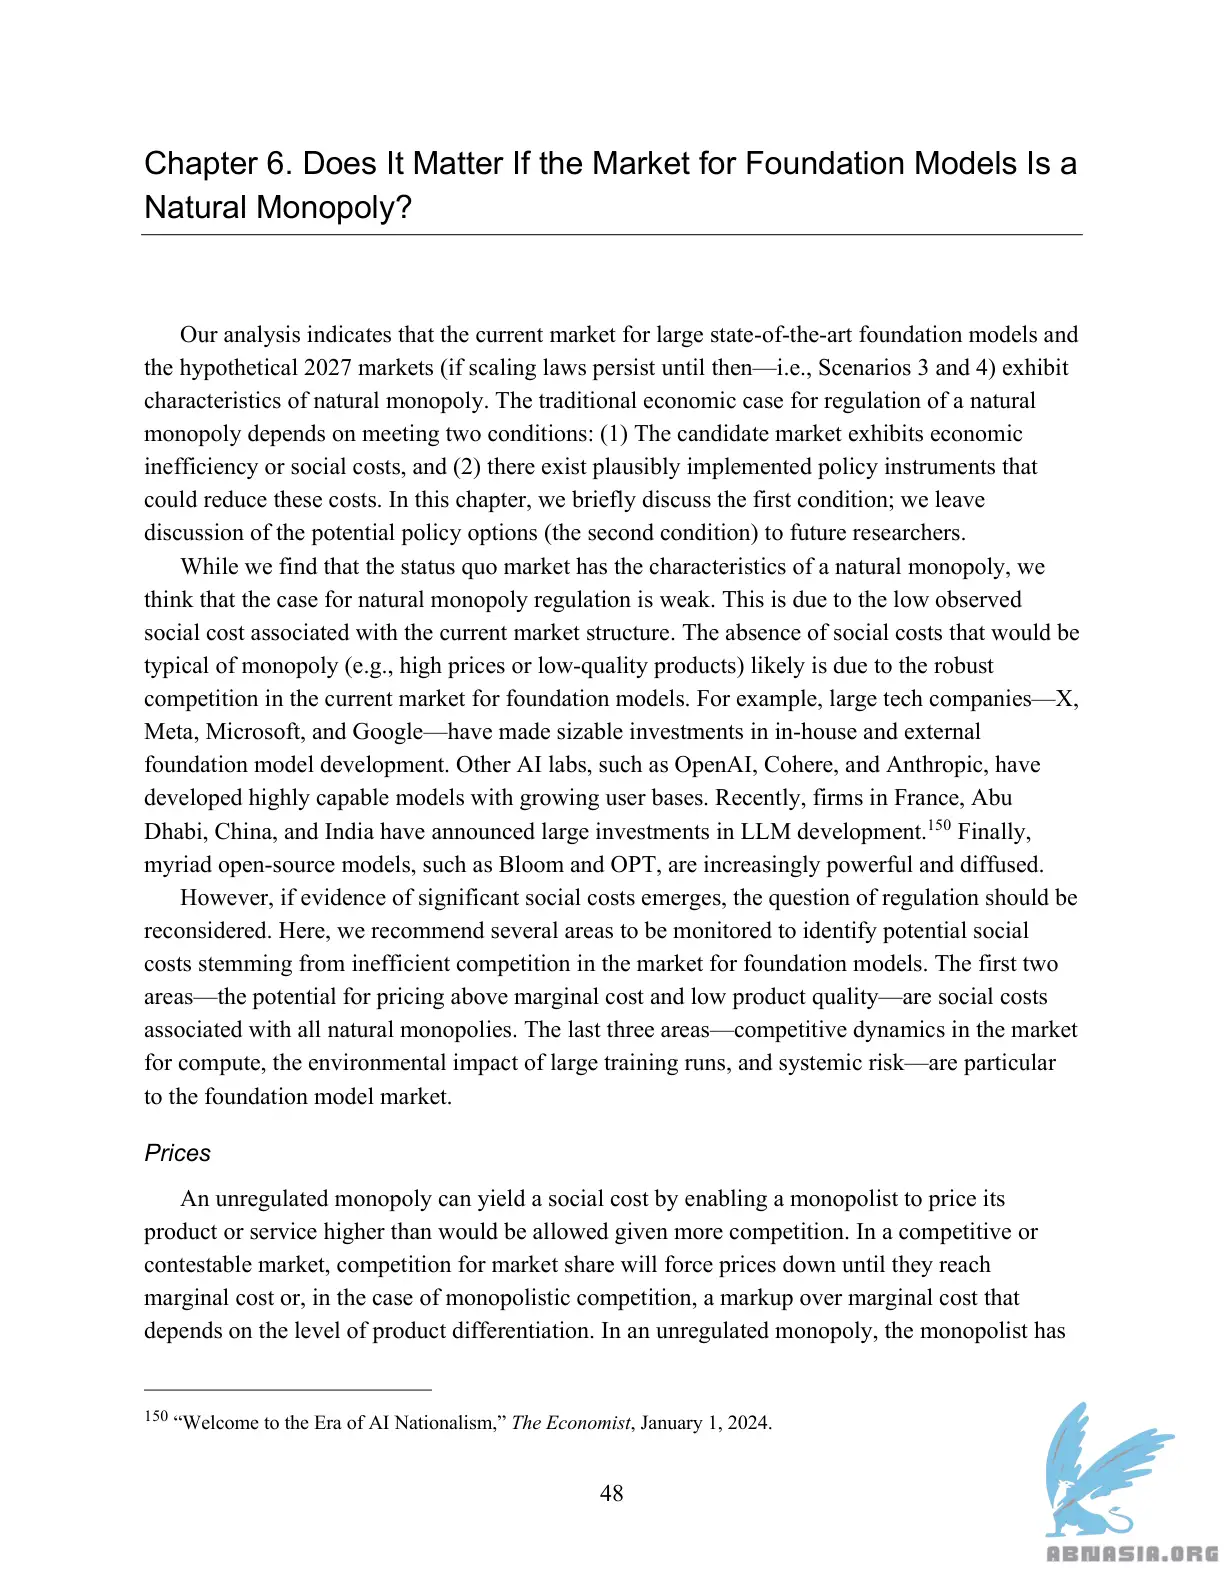 Chapter 6. Does It Matter If the Market for Foundation Models Is a
Natural Monopoly?
Our analysis indicates that the current market for large state-of-the-art foundation models and
the hypothetical 2027 markets (if scaling laws persist until then—i.e., Scenarios 3 and 4) exhibit
characteristics of natural monopoly. The traditional economic case for regulation of a natural
monopoly depends on meeting two conditions: (1) The candidate market exhibits economic
inefficiency or social costs, and (2) there exist plausibly implemented policy instruments that
could reduce these costs. In this chapter, we briefly discuss the first condition; we leave
discussion of the potential policy options (the second condition) to future researchers.
While we find that the status quo market has the characteristics of a natural monopoly, we
think that the case for natural monopoly regulation is weak. This is due to the low observed
social cost associated with the current market structure. The absence of social costs that would be
typical of monopoly (e.g., high prices or low-quality products) likely is due to the robust
competition in the current market for foundation models. For example, large tech companies—X,
Meta, Microsoft, and Google—have made sizable investments in in-house and external
foundation model development. Other AI labs, such as OpenAI, Cohere, and Anthropic, have
developed highly capable models with growing user bases. Recently, firms in France, Abu
Dhabi, China, and India have announced large investments in LLM development.150 Finally,
myriad open-source models, such as Bloom and OPT, are increasingly powerful and diffused.
However, if evidence of significant social costs emerges, the question of regulation should be
reconsidered. Here, we recommend several areas to be monitored to identify potential social
costs stemming from inefficient competition in the market for foundation models. The first two
areas—the potential for pricing above marginal cost and low product quality—are social costs
associated with all natural monopolies. The last three areas—competitive dynamics in the market
for compute, the environmental impact of large training runs, and systemic risk—are particular
to the foundation model market.
Prices
An unregulated monopoly can yield a social cost by enabling a monopolist to price its
product or service higher than would be allowed given more competition. In a competitive or
contestable market, competition for market share will force prices down until they reach
marginal cost or, in the case of monopolistic competition, a markup over marginal cost that
depends on the level of product differentiation. In an unregulated monopoly, the monopolist has
150 “Welcome to the Era of AI Nationalism,” The Economist, January 1, 2024.
48
ABNASIA.ORG